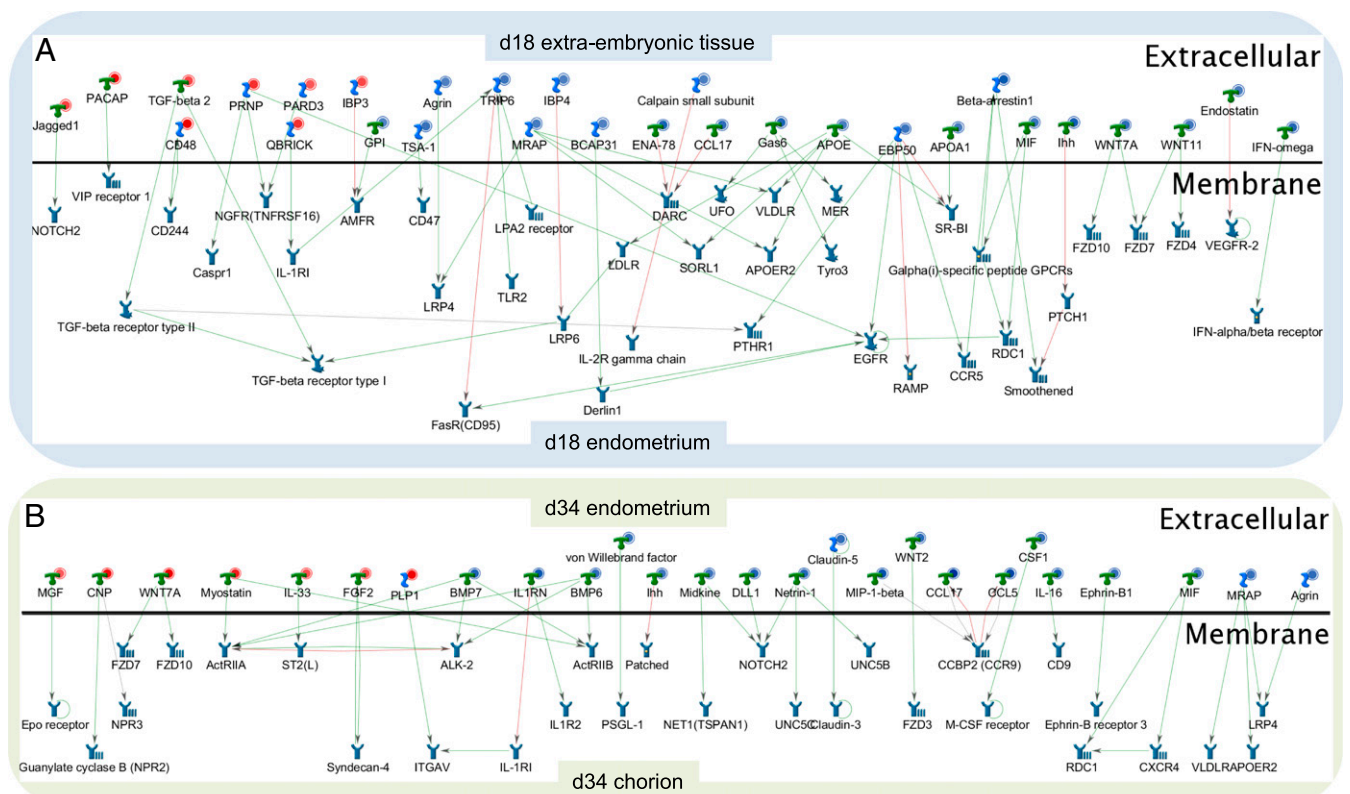 A
d18 extra-embryonic tissue
Extracellular
PACAP
TGF-beta 2
PRNP
PARD3
IBP3
Agrin
TRIP6
IBP4
Calpain small subunit
Beta-arrestin1
Endostatin
Jagged1
CD48
QBRICK
GPI
TSA-1
MRAP
BCAP31
ENA-78
CCL17
Gas6
APOE
EBP50
APOA1
MIF
Ihh
WNT7A
WNT11
IFN-omega
Membrane
VIP receptor 1
NOTCH2
CD244
NGFR(TNFRSF16)
AMFR
CD47
LPA2 receptor
DARC
UFO
VLDLR
MER
SR-BI
FZD10
FZD7
FZD4
VEGFR-2
Caspr1
IL-1RI
LRP4
TLR2
LDLR
SORL1
APOER2
Tyro3
Galpha(i)-specific peptide GPCRs
PTCH1
TGF-beta receptor type II
LRP6
IL-2R gamma chain
PTHR1
EGFR
RDC1
IFN-alpha/beta receptor
TGF-beta receptor type I
RAMP
CCR5
Smoothened
Derlin1
FasR(CD95)
d18 endometrium
B
d34 endometrium
Extracellular
von Willebrand factor
Claudin-5
WNT2
CSF1
MGF
CNP
WNT7A
Myostatin
IL-33
FGF2
PLP1
BMP7
IL1RN
BMP6
Ihh
Midkine
DLL1
Netrin-1
MIP-1-beta
CCL17
CCL5
IL-16
Ephrin-B1
MIF
MRAP
Agrin
Membrane
FZD7
FZD10
ActRIIA
ST2(L)
ALK-2
ActRIIB
Patched
NOTCH2
UNC5B
CCBP2 (CCR9)
CD9
Epo receptor
NPR3
IL1R2
PSGL-1
NET1(TSPAN1)
UNC5C
Claudin-3
FZD3
M-CSF receptor
Ephrin-B receptor 3
LRP4
Guanylate cyclase B (NPR2)
Syndecan-4
ITGAV
IL-1RI
RDC1
CXCR4
VLDLR
APOER2
d34 chorion